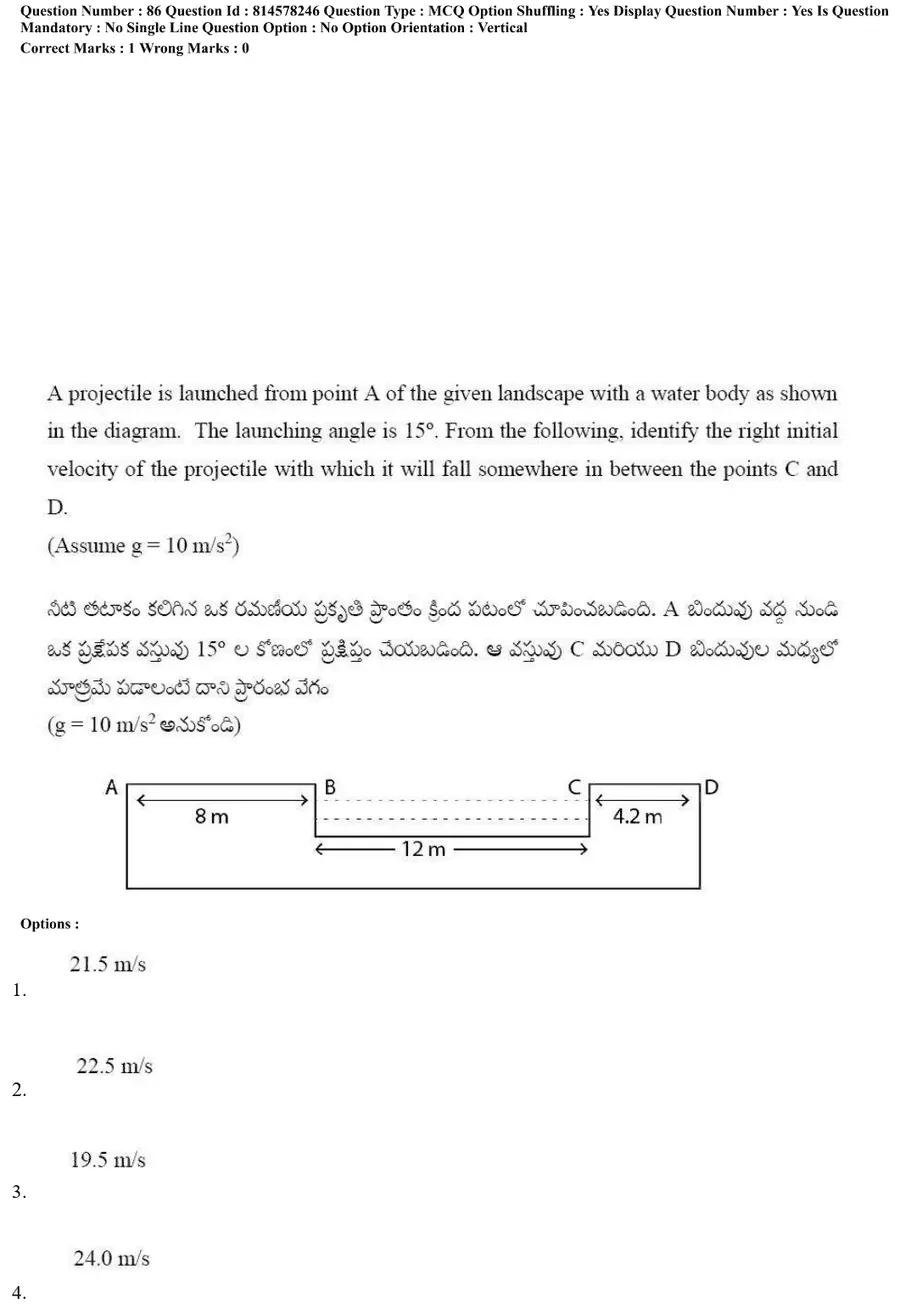 Question Number : 86 Question Id : 814578246 Question Type : MCQ Option Shuffling : Yes Display Question Number : Yes Is Question
Mandatory : No Single Line Question Option : No Option Orientation : Vertical
Correct Marks : 1 Wrong Marks : 0
A projectile is launched from point A of the given landscape with a water body as shown
in the diagram. The launching angle is 15º. From the following, identify the right initial
velocity of the projectile with which it will fall somewhere in between the points C and
D.
(Assume g = 10 m/s²)
నీటి తటాకం కలిగిన ఒక రమణీయ ప్రకృతి ప్రాంతం క్రింద పటంలో చూపించబడింది. A బిందువు వద్ద నుండి
ఒక ప్రక్షేపక వస్తువు 15º ల కోణంలో ప్రక్షిప్తం చేయబడింది. ఆ వస్తువు C మరియు D బిందువుల మధ్యలో
మాత్రమే పడాలంటే దాని ప్రారంభ వేగం
(g = 10 m/s² అనుకోండి)
A B C D
8 m 4.2 m
12 m
Options :
21.5 m/s
1.
22.5 m/s
2.
19.5 m/s
3.
24.0 m/s
4.